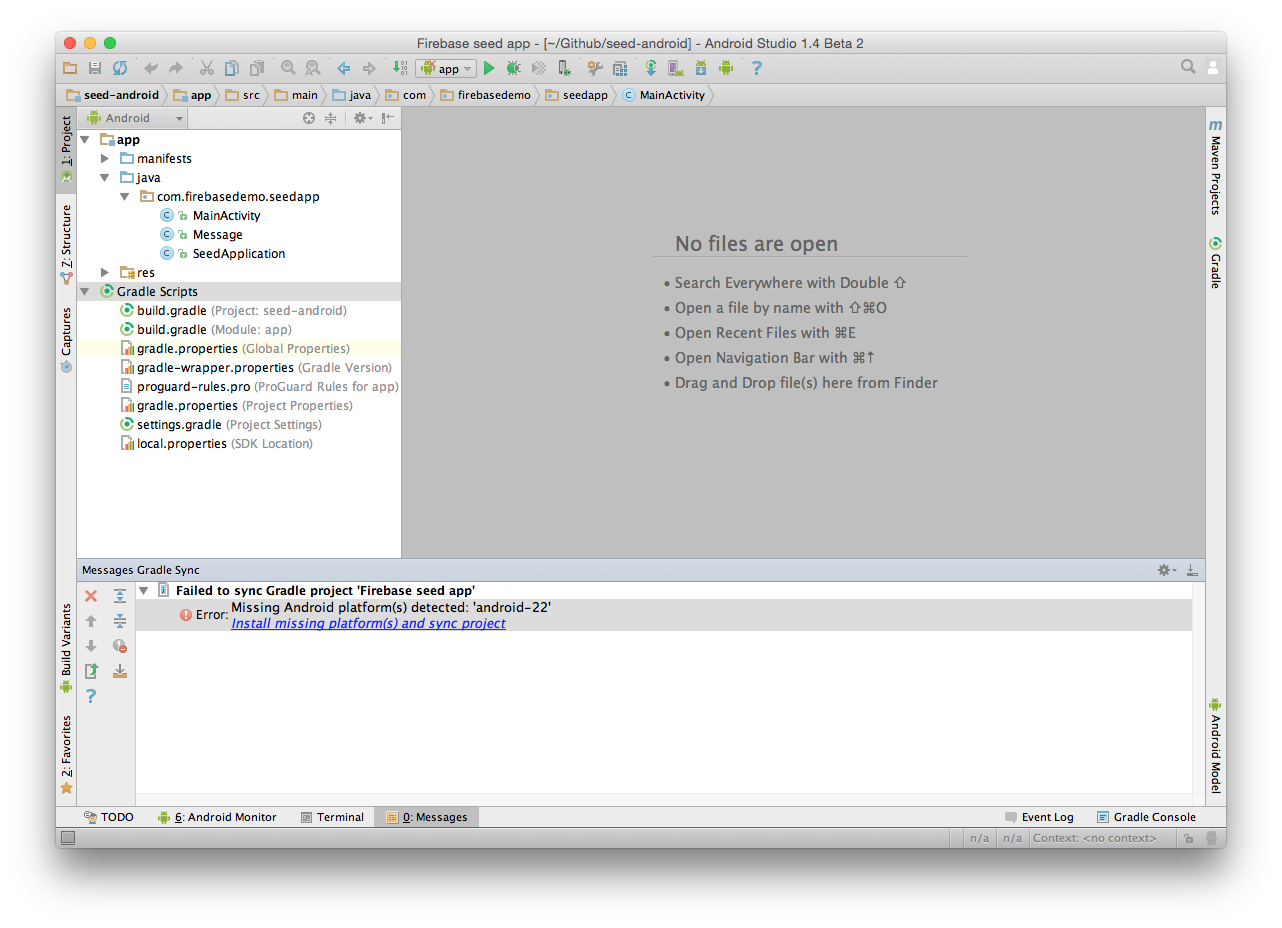 Firebase seed app - [~/Github/seed-android] - Android Studio 1.4 Beta 2
app
?
seed-android app src main java com firebasedemo seedapp C MainActivity
1: Project
Z: Structure
Captures
Build Variants
2: Favorites
Android
app
manifests
java
com.firebasedemo.seedapp
C MainActivity
C Message
C SeedApplication
res
Gradle Scripts
build.gradle (Project: seed-android)
build.gradle (Module: app)
gradle.properties (Global Properties)
gradle-wrapper.properties (Gradle Version)
proguard-rules.pro (ProGuard Rules for app)
gradle.properties (Project Properties)
settings.gradle (Project Settings)
local.properties (SDK Location)
No files are open
• Search Everywhere with Double ⇧
• Open a file by name with ⇧⌘O
• Open Recent Files with ⌘E
• Open Navigation Bar with ⌘↑
• Drag and Drop file(s) here from Finder
m Maven Projects
Gradle
Android Model
Messages Gradle Sync
Failed to sync Gradle project 'Firebase seed app'
Error: Missing Android platform(s) detected: 'android-22'
Install missing platform(s) and sync project
?
TODO 6: Android Monitor Terminal 0: Messages Event Log Gradle Console
n/a n/a Context: <no context>